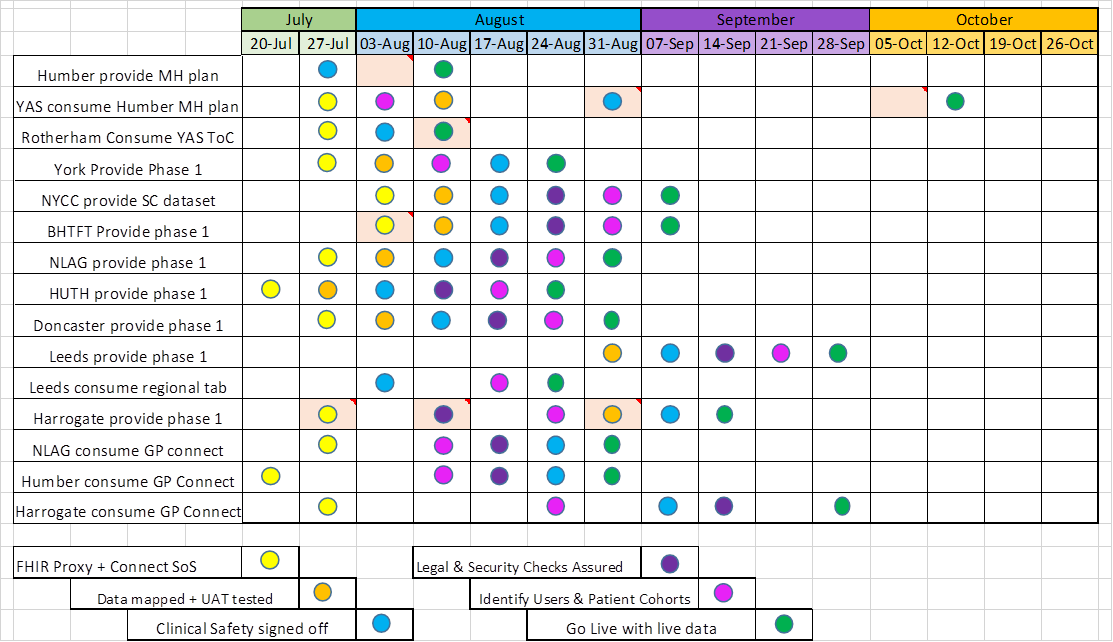 July August September October
20-Jul 27-Jul 03-Aug 10-Aug 17-Aug 24-Aug 31-Aug 07-Sep 14-Sep 21-Sep 28-Sep 05-Oct 12-Oct 19-Oct 26-Oct
Humber provide MH plan
YAS consume Humber MH plan
Rotherham Consume YAS ToC
York Provide Phase 1
NYCC provide SC dataset
BHTFT Provide phase 1
NLAG provide phase 1
HUTH provide phase 1
Doncaster provide phase 1
Leeds provide phase 1
Leeds consume regional tab
Harrogate provide phase 1
NLAG consume GP connect
Humber consume GP Connect
Harrogate consume GP Connect
FHIR Proxy + Connect SoS Legal & Security Checks Assured
Data mapped + UAT tested Identify Users & Patient Cohorts
Clinical Safety signed off Go Live with live data